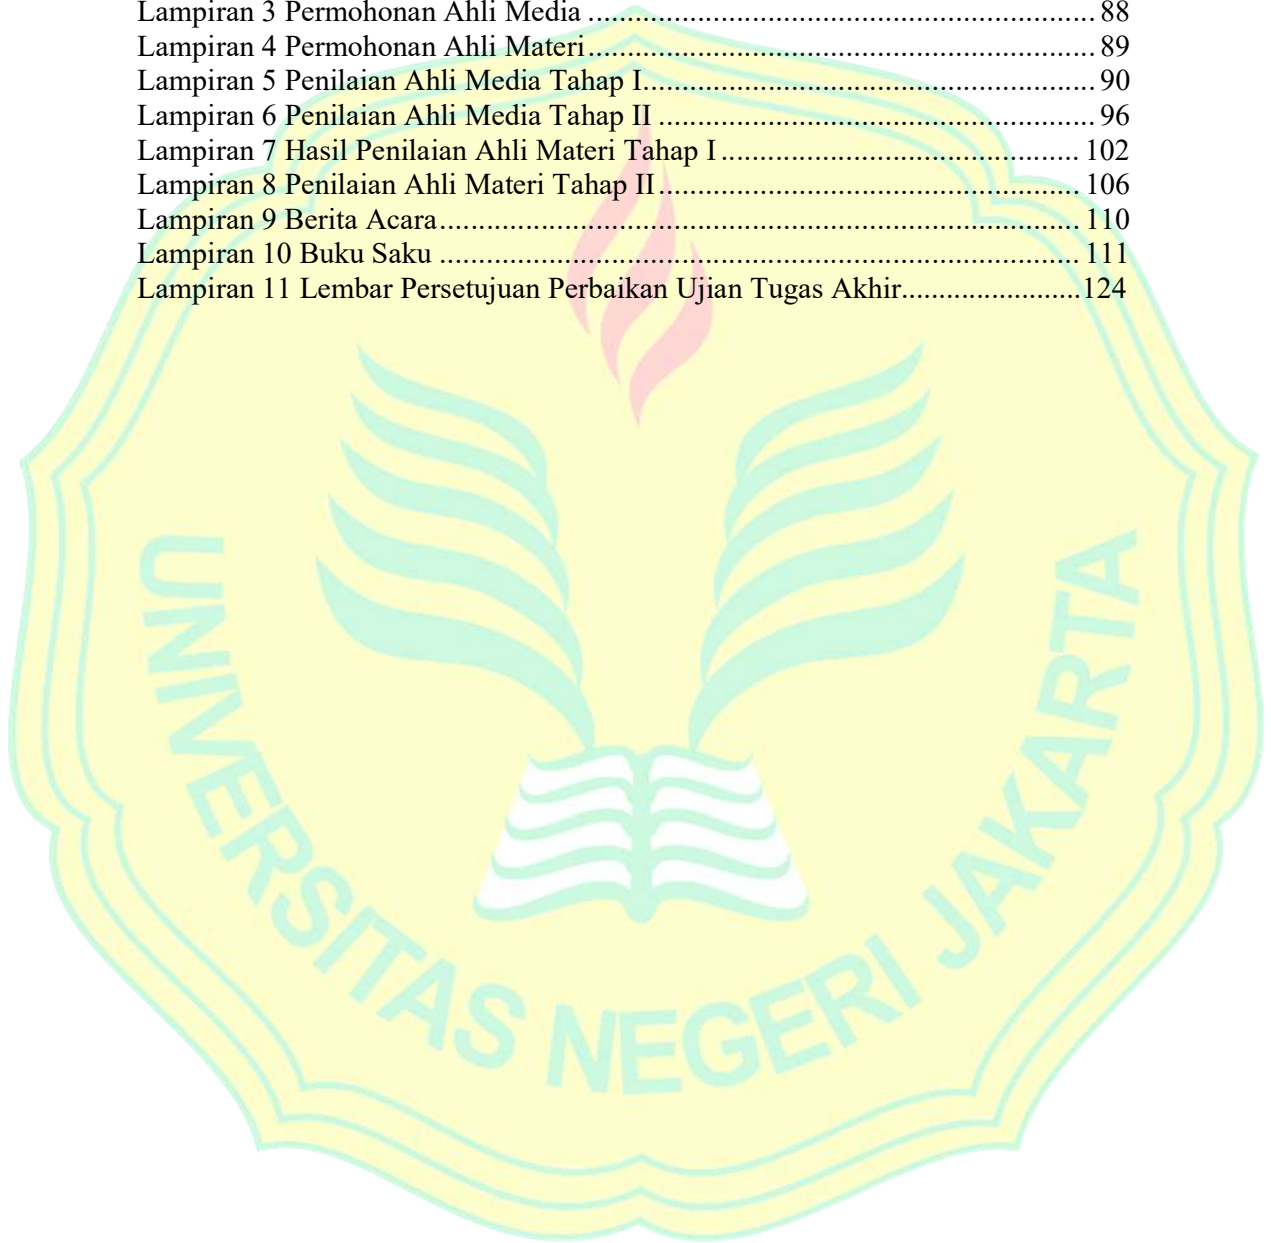 Lampiran 3 Permohonan Ahli Media .................................................................. 88
Lampiran 4 Permohonan Ahli Materi .................................................................. 89
Lampiran 5 Penilaian Ahli Media Tahap I........................................................... 90
Lampiran 6 Penilaian Ahli Media Tahap II ......................................................... 96
Lampiran 7 Hasil Penilaian Ahli Materi Tahap I ............................................... 102
Lampiran 8 Penilaian Ahli Materi Tahap II ....................................................... 106
Lampiran 9 Berita Acara................................................................................... 110
Lampiran 10 Buku Saku ................................................................................... 111
Lampiran 11 Lembar Persetujuan Perbaikan Ujian Tugas Akhir.......................124
UNIVERSITAS NEGERI JAKARTA